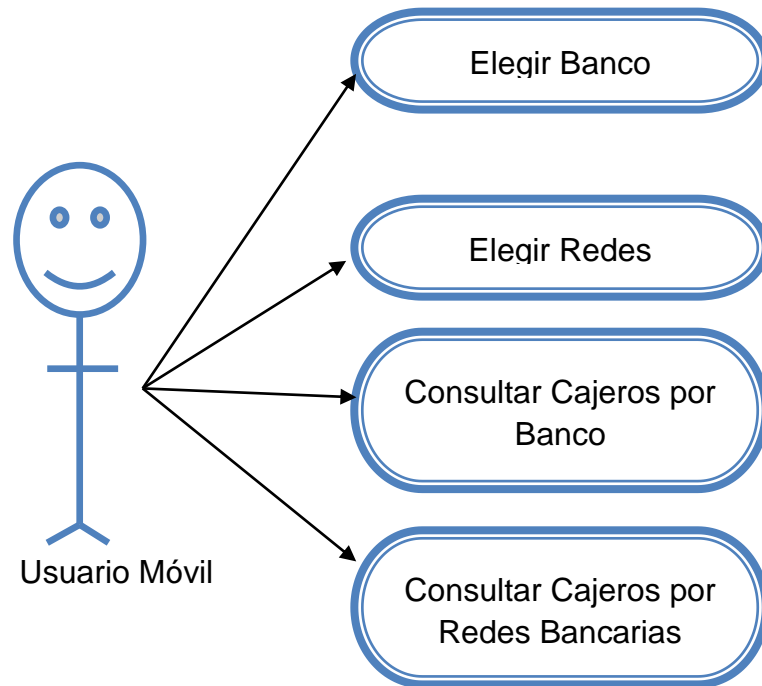 Elegir Banco
Elegir Redes
Consultar Cajeros por
Banco
Usuario Móvil
Consultar Cajeros por
Redes Bancarias